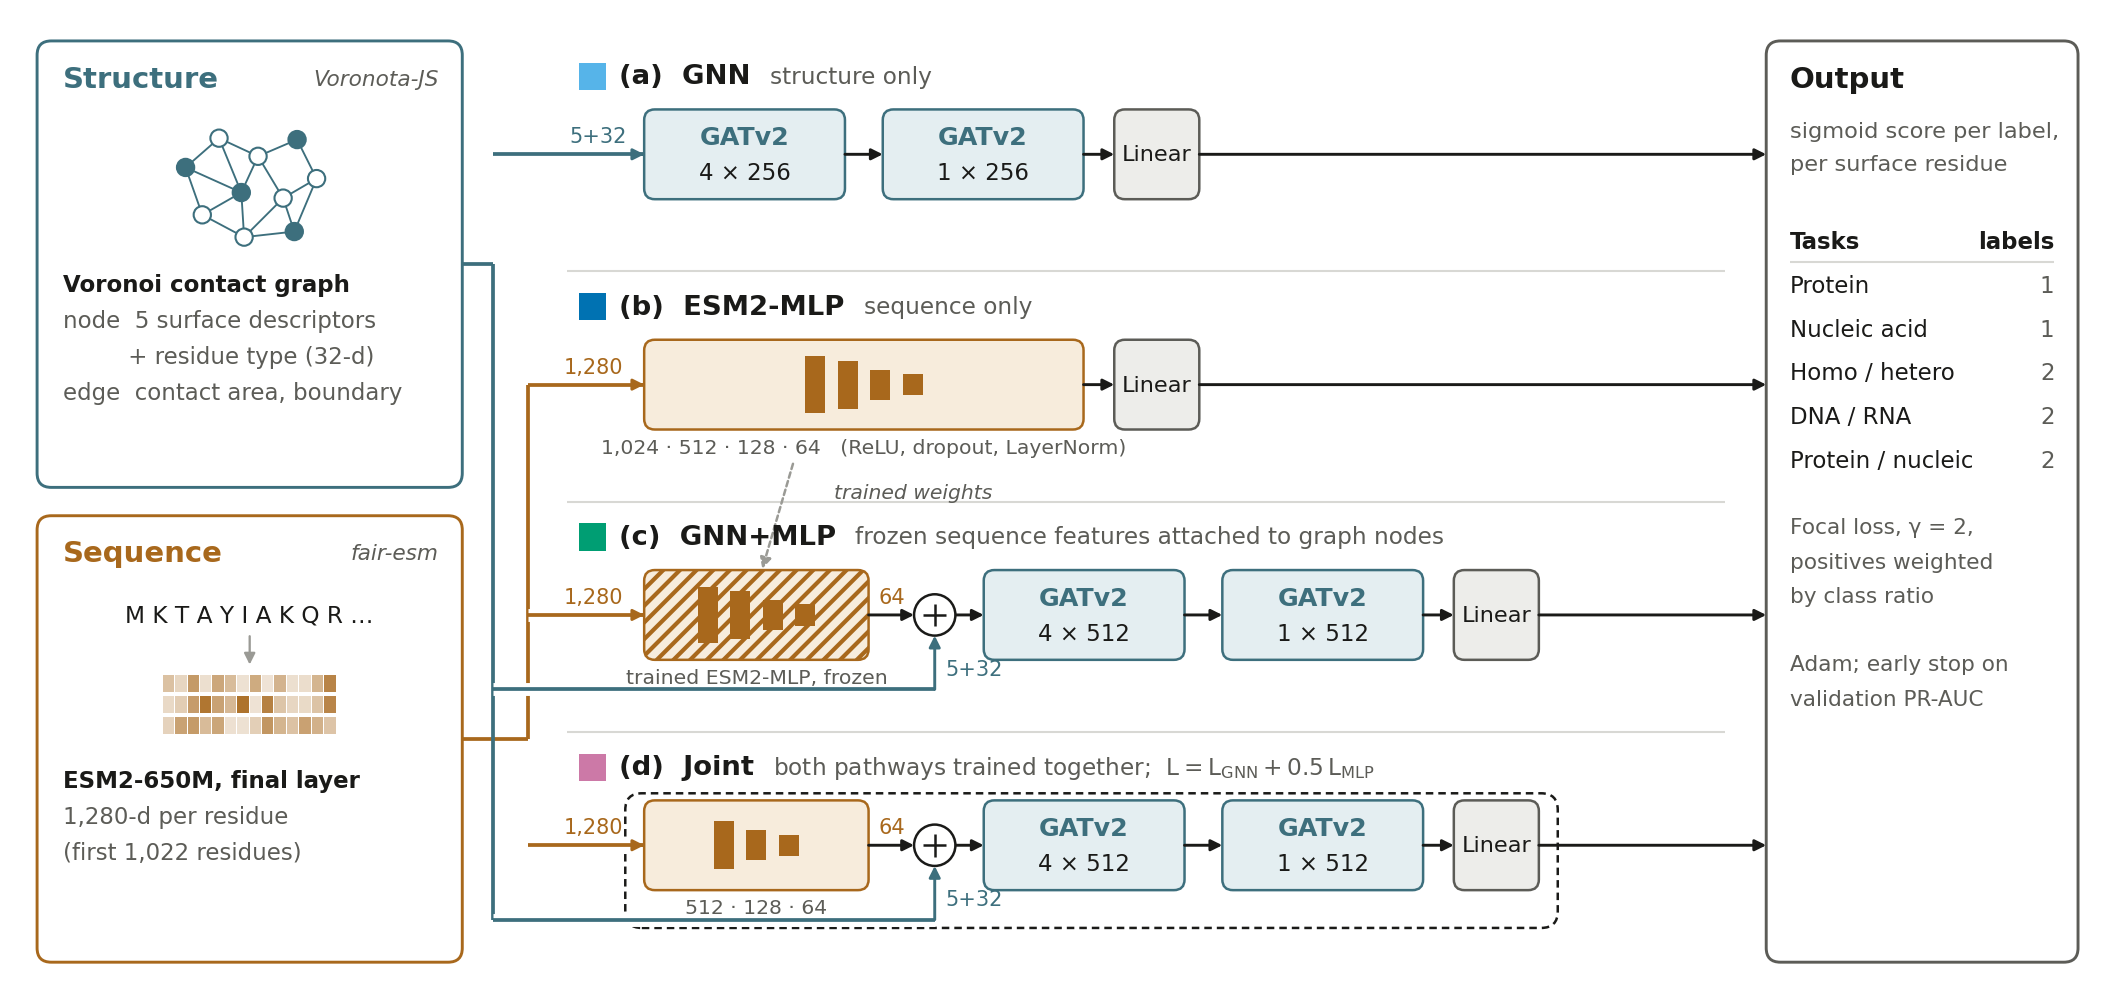 Structure Voronota-JS
Voronoi contact graph
node 5 surface descriptors
+ residue type (32-d)
edge contact area, boundary
Sequence fair-esm
M K T A Y I A K Q R ...
ESM2-650M, final layer
1,280-d per residue
(first 1,022 residues)
(a) GNN structure only
5+32
GATv2
4 × 256
GATv2
1 × 256
Linear
(b) ESM2-MLP sequence only
1,280
Linear
1,024 · 512 · 128 · 64 (ReLU, dropout, LayerNorm)
trained weights
(c) GNN+MLP frozen sequence features attached to graph nodes
1,280
64
GATv2
4 × 512
GATv2
1 × 512
Linear
trained ESM2-MLP, frozen
5+32
(d) Joint both pathways trained together; L = L_GNN + 0.5 L_MLP
1,280
64
GATv2
4 × 512
GATv2
1 × 512
Linear
512 · 128 · 64
5+32
Output
sigmoid score per label,
per surface residue
Tasks labels
Protein 1
Nucleic acid 1
Homo / hetero 2
DNA / RNA 2
Protein / nucleic 2
Focal loss, γ = 2,
positives weighted
by class ratio
Adam; early stop on
validation PR-AUC